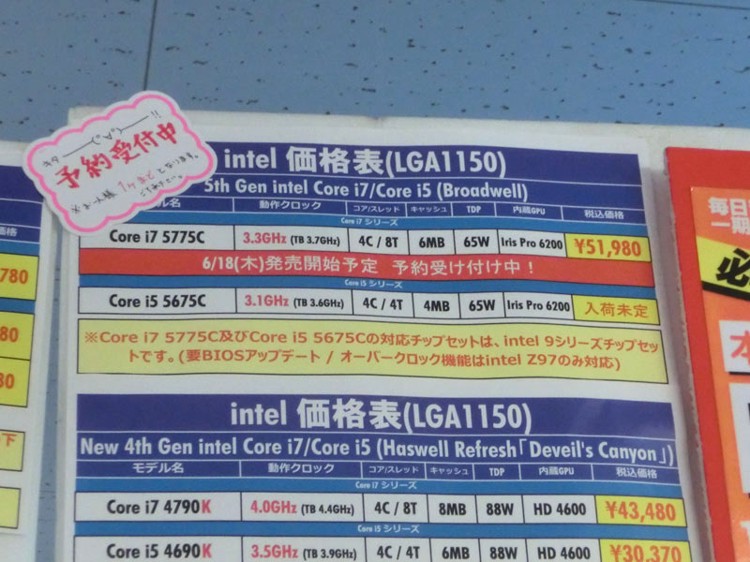 キタ━━(゚∀゚)━━!!
予約受付中
1ケまで
intel 価格表(LGA1150)
5th Gen intel Core i7/Core i5 (Broadwell)
モデル名 動作クロック コア/スレッド キャッシュ TDP 内蔵GPU 税込価格
Core i7 シリーズ
Core i7 5775C 3.3GHz (TB 3.7GHz) 4C / 8T 6MB 65W Iris Pro 6200 ¥51,980
6/18(木)発売開始予定 予約受け付け中！
Core i5 シリーズ
Core i5 5675C 3.1GHz (TB 3.6GHz) 4C / 4T 4MB 65W Iris Pro 6200 入荷未定
※Core i7 5775C及びCore i5 5675Cの対応チップセットは、intel 9シリーズチップセッ
トです。(要BIOSアップデート / オーバークロック機能はintel Z97のみ対応)
intel 価格表(LGA1150)
New 4th Gen intel Core i7/Core i5 (Haswell Refresh「Deveil's Canyon」)
モデル名 動作クロック コア/スレッド キャッシュ TDP 内蔵GPU 税込価格
Core i7 シリーズ
Core i7 4790K 4.0GHz (TB 4.4GHz) 4C / 8T 8MB 88W HD 4600 ¥43,480
Core i5 シリーズ
Core i5 4690K 3.5GHz (TB 3.9GHz) 4C / 4T 6MB 88W HD 4600 ¥30,370
価格
780
80
80
毎日
一期
必